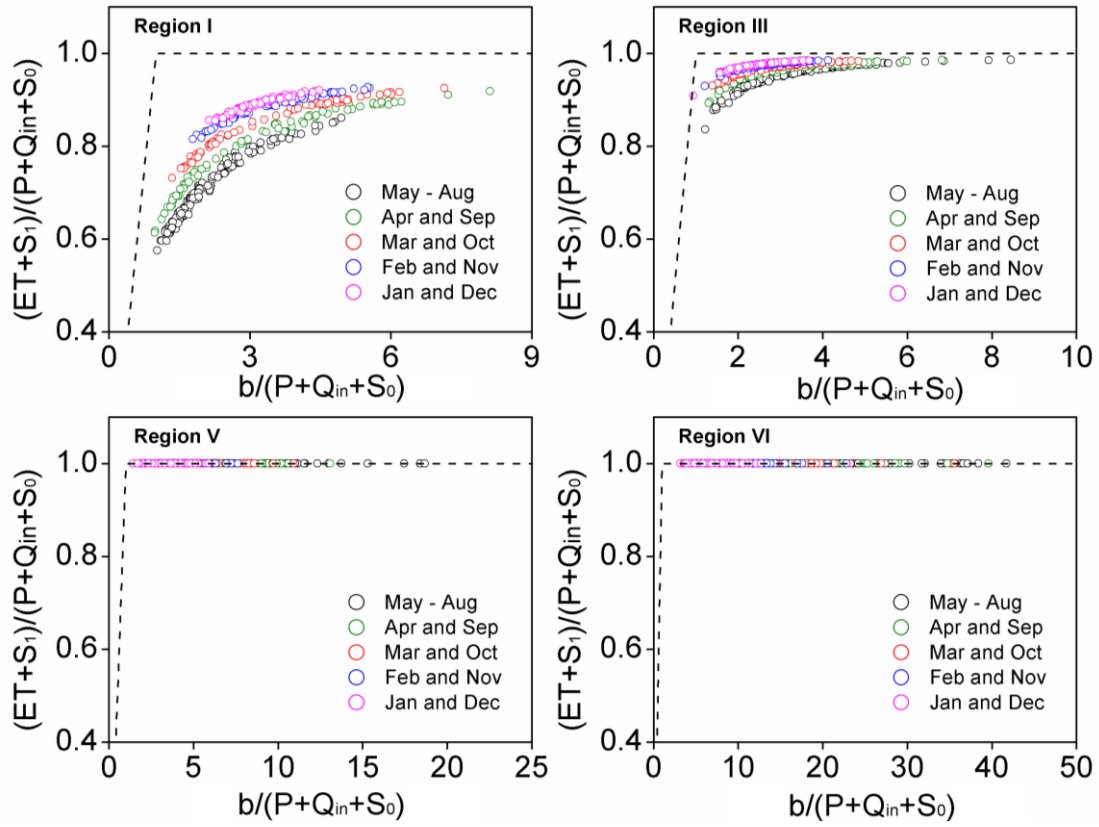 Region I
(ET+S₁)/(P+Qin+S₀)
1.0
0.8
0.6
0.4
May - Aug
Apr and Sep
Mar and Oct
Feb and Nov
Jan and Dec
0 3 6 9
b/(P+Qin+S₀)
Region III
(ET+S₁)/(P+Qin+S₀)
1.0
0.8
0.6
0.4
May - Aug
Apr and Sep
Mar and Oct
Feb and Nov
Jan and Dec
0 2 4 6 8 10
b/(P+Qin+S₀)
Region V
(ET+S₁)/(P+Qin+S₀)
1.0
0.8
0.6
0.4
May - Aug
Apr and Sep
Mar and Oct
Feb and Nov
Jan and Dec
0 5 10 15 20 25
b/(P+Qin+S₀)
Region VI
(ET+S₁)/(P+Qin+S₀)
1.0
0.8
0.6
0.4
May - Aug
Apr and Sep
Mar and Oct
Feb and Nov
Jan and Dec
0 10 20 30 40 50
b/(P+Qin+S₀)